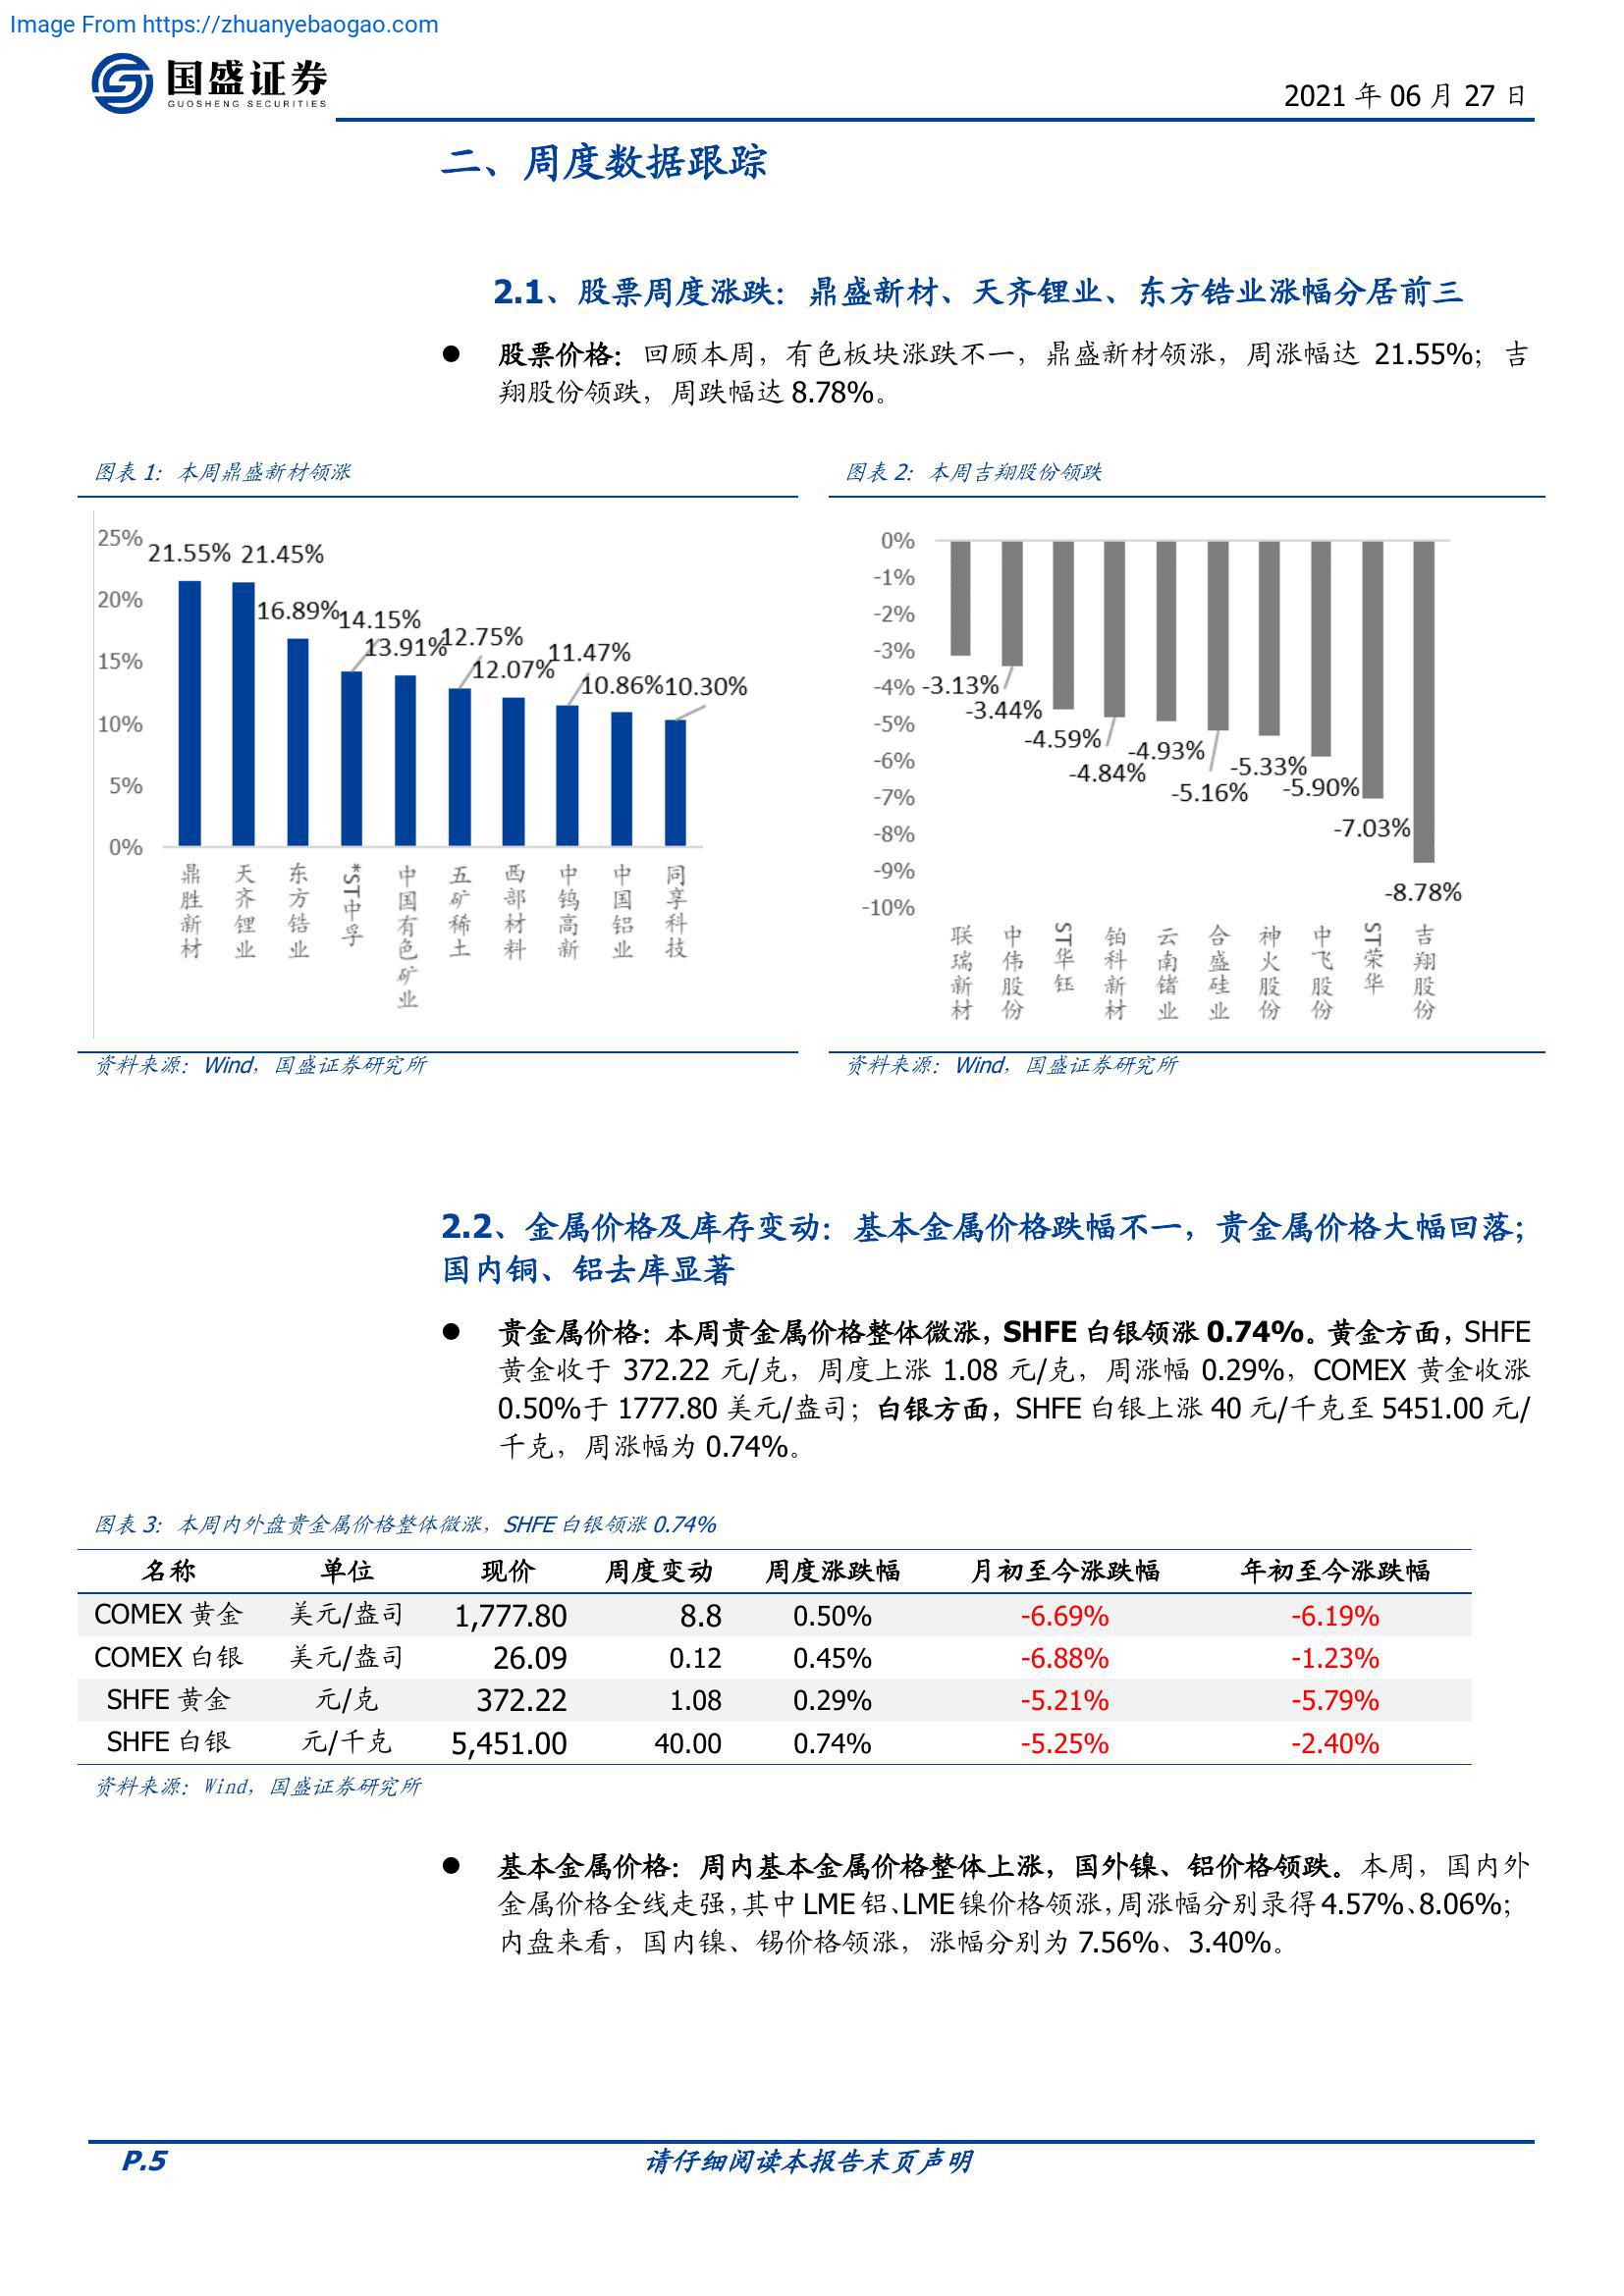 Image From https://zhuanyebaogao.com
国盛证券
GUOSHENG SECURITIES
2021 年 06 月 27 日
二、周度数据跟踪
2.1、股票周度涨跌：鼎盛新材、天齐锂业、东方锆业涨幅分居前三
● 股票价格：回顾本周，有色板块涨跌不一，鼎盛新材领涨，周涨幅达 21.55%；吉
翔股份领跌，周跌幅达 8.78%。
图表 1：本周鼎盛新材领涨
25%
20%
15%
10%
5%
0%
21.55%
21.45%
16.89%
14.15%
13.91%
12.75%
12.07%
11.47%
10.86%
10.30%
鼎胜新材
天齐锂业
东方锆业
*ST中孚
中国有色矿业
五矿稀土
西部材料
中钨高新
中国铝业
同享科技
资料来源：Wind，国盛证券研究所
图表 2：本周吉翔股份领跌
0%
-1%
-2%
-3%
-4%
-5%
-6%
-7%
-8%
-9%
-10%
-3.13%
-3.44%
-4.59%
-4.84%
-4.93%
-5.16%
-5.33%
-5.90%
-7.03%
-8.78%
联瑞新材
中伟股份
ST华钰
铂科新材
云南锗业
合盛硅业
神火股份
中飞股份
ST荣华
吉翔股份
资料来源：Wind，国盛证券研究所
2.2、金属价格及库存变动：基本金属价格跌幅不一，贵金属价格大幅回落；
国内铜、铝去库显著
● 贵金属价格：本周贵金属价格整体微涨，SHFE 白银领涨 0.74%。黄金方面，SHFE
黄金收于 372.22 元/克，周度上涨 1.08 元/克，周涨幅 0.29%，COMEX 黄金收涨
0.50%于 1777.80 美元/盎司；白银方面，SHFE 白银上涨 40 元/千克至 5451.00 元/
千克，周涨幅为 0.74%。
图表 3：本周内外盘贵金属价格整体微涨，SHFE 白银领涨 0.74%
名称 单位 现价 周度变动 周度涨跌幅 月初至今涨跌幅 年初至今涨跌幅
COMEX 黄金 美元/盎司 1,777.80 8.8 0.50% -6.69% -6.19%
COMEX 白银 美元/盎司 26.09 0.12 0.45% -6.88% -1.23%
SHFE 黄金 元/克 372.22 1.08 0.29% -5.21% -5.79%
SHFE 白银 元/千克 5,451.00 40.00 0.74% -5.25% -2.40%
资料来源：Wind，国盛证券研究所
● 基本金属价格：周内基本金属价格整体上涨，国外镍、铝价格领跌。本周，国内外
金属价格全线走强，其中 LME 铝、LME 镍价格领涨，周涨幅分别录得 4.57%、8.06%；
内盘来看，国内镍、锡价格领涨，涨幅分别为 7.56%、3.40%。
P.5
请仔细阅读本报告末页声明